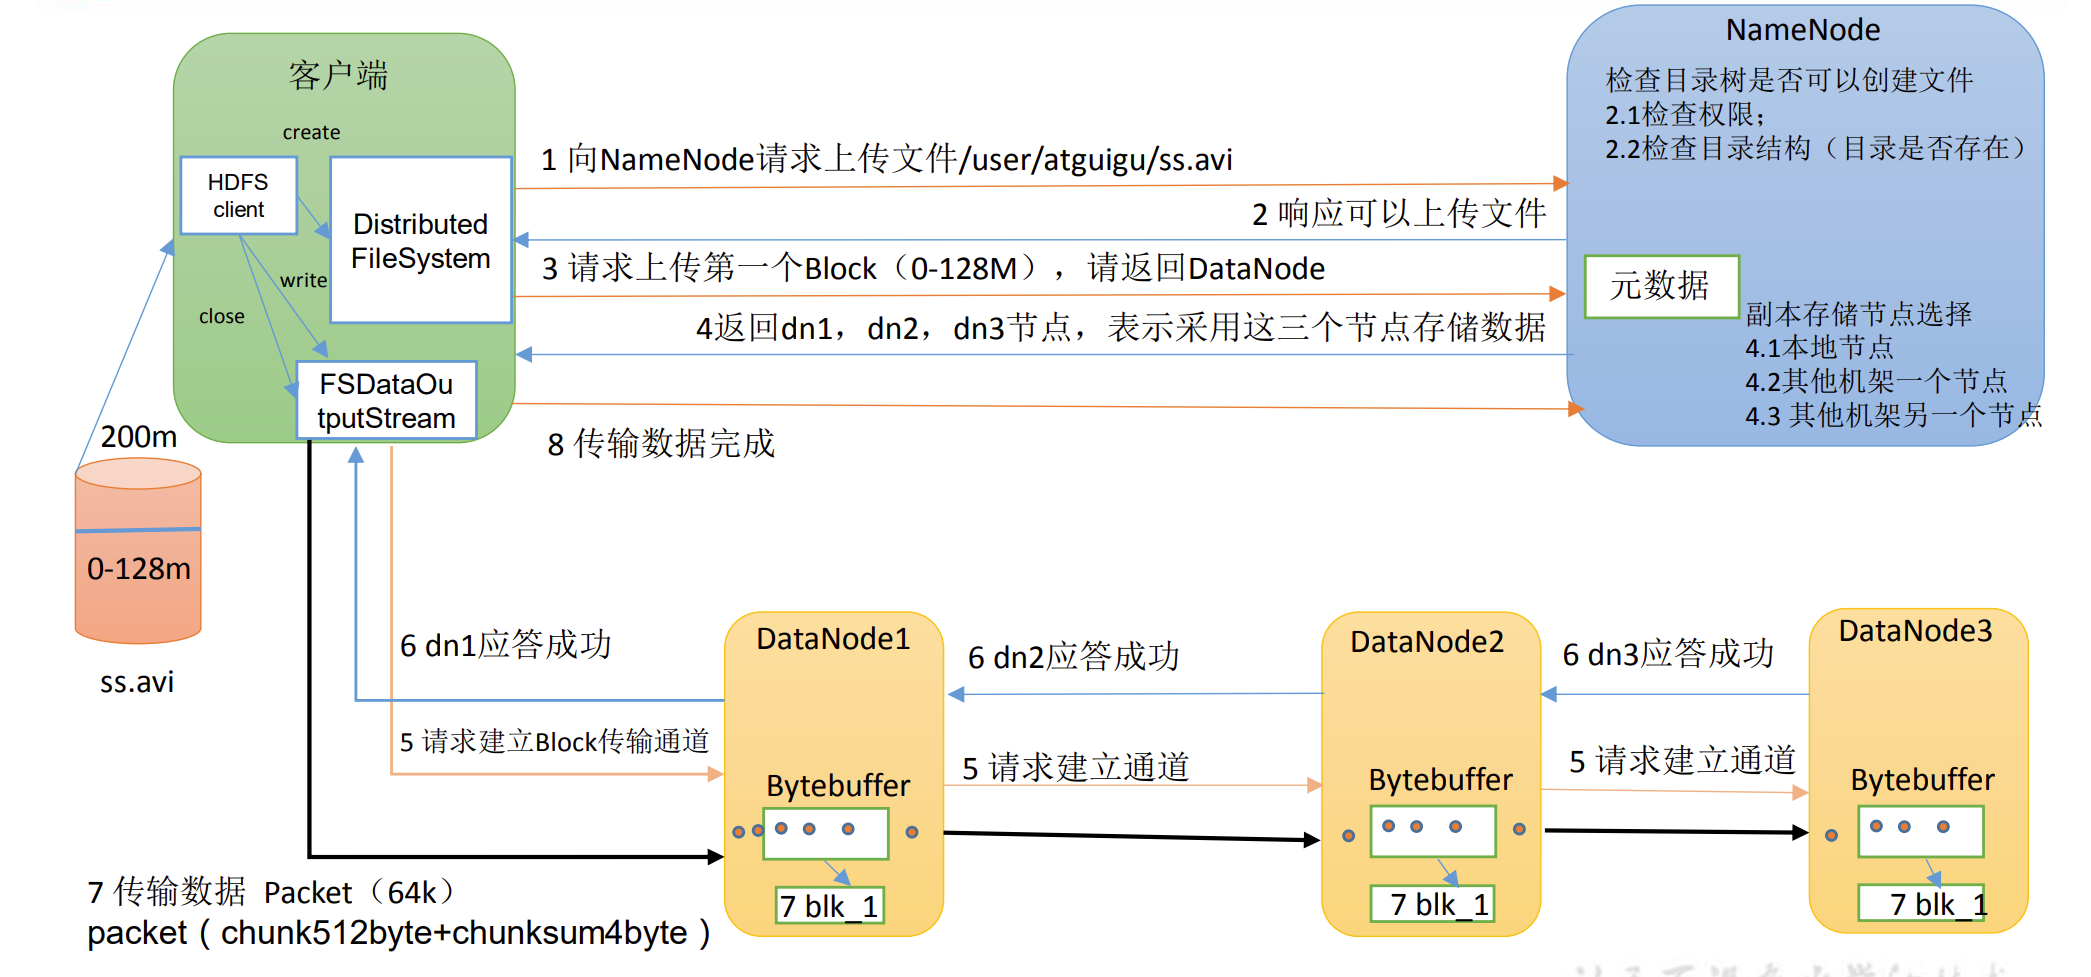 NameNode
客户端
检查目录树是否可以创建文件
2.1检查权限；
2.2检查目录结构（目录是否存在）
create
HDFS
client
Distributed
FileSystem
1 向NameNode请求上传文件/user/atguigu/ss.avi
2 响应可以上传文件
3 请求上传第一个Block（0-128M），请返回DataNode
write
close
元数据
4返回dn1，dn2，dn3节点，表示采用这三个节点存储数据
副本存储节点选择
4.1本地节点
4.2其他机架一个节点
4.3 其他机架另一个节点
FSDataOu
tputStream
8 传输数据完成
200m
0-128m
ss.avi
6 dn1应答成功
DataNode1
6 dn2应答成功
DataNode2
6 dn3应答成功
DataNode3
5 请求建立Block传输通道
5 请求建立通道
5 请求建立通道
Bytebuffer
Bytebuffer
Bytebuffer
7 blk_1
7 blk_1
7 blk_1
7 传输数据 Packet（64k）
packet（chunk512byte+chunksum4byte）